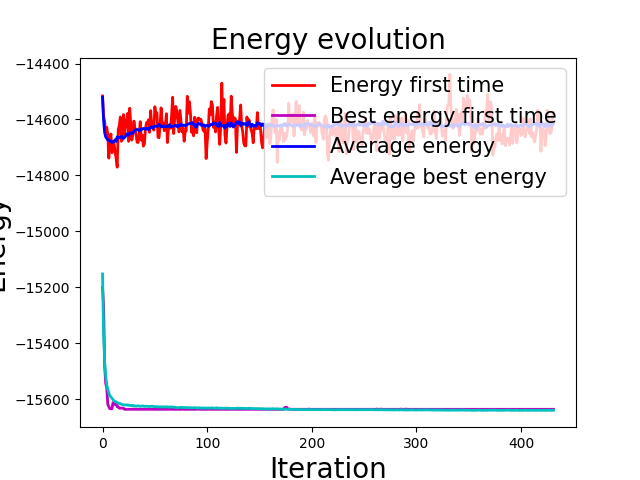 Energy evolution
Energy first time
Best energy first time
Average energy
Average best energy
−14400
−14600
−14800
−15000
−15200
−15400
−15600
Energy
0 100 200 300 400
Iteration